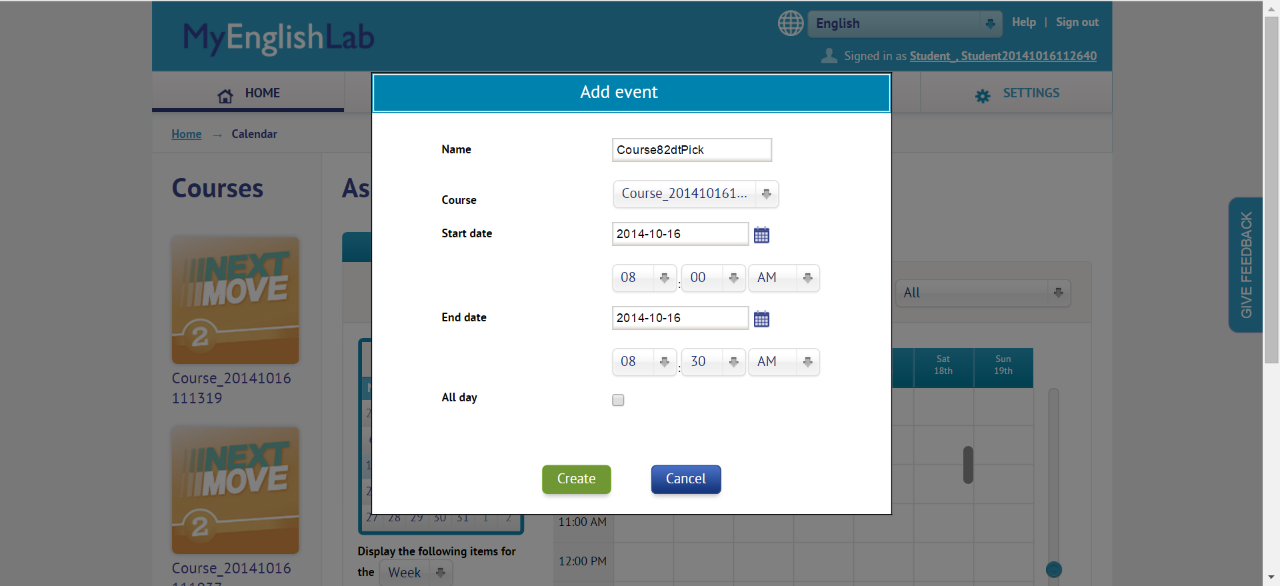 MyEnglishLab
English
Help | Sign out
Signed in as Student_, Student20141016112640
HOME
SETTINGS
Home → Calendar
Add event
Name
Course82dtPick
Course
Course_201410161...
Start date
2014-10-16
08 : 00 AM
End date
2014-10-16
08 : 30 AM
All day
Create
Cancel
Courses
As
NEXT
MOVE
2
Course_20141016
111319
NEXT
MOVE
2
Course_20141016
All
Sat
18th
Sun
19th
27 28 29 30 31 1 2
Display the following items for
the Week
11:00 AM
12:00 PM
GIVE FEEDBACK